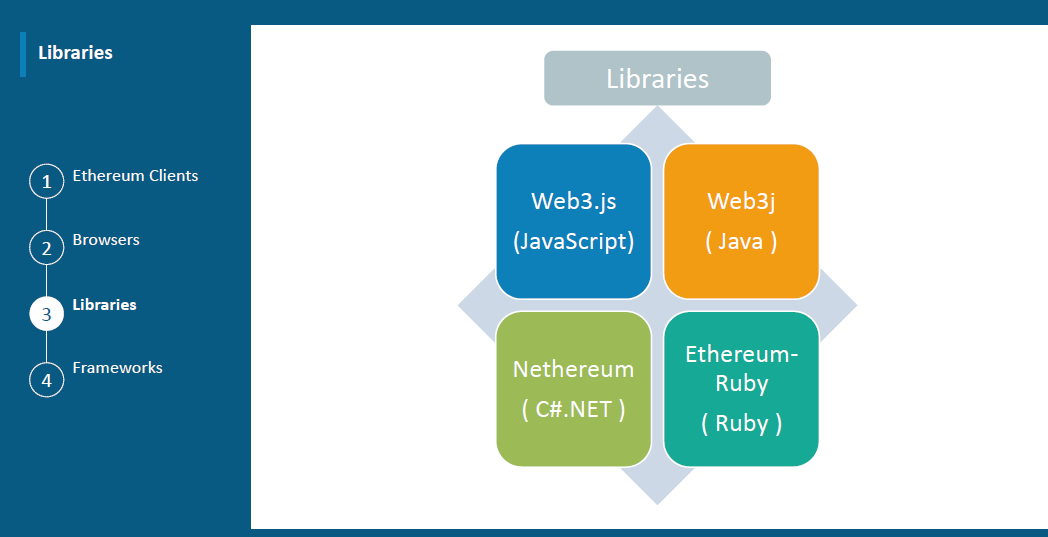 Libraries
1 Ethereum Clients
2 Browsers
3 Libraries
4 Frameworks
Libraries
Web3.js
(JavaScript)
Web3j
( Java )
Nethereum
( C#.NET )
Ethereum-
Ruby
( Ruby )